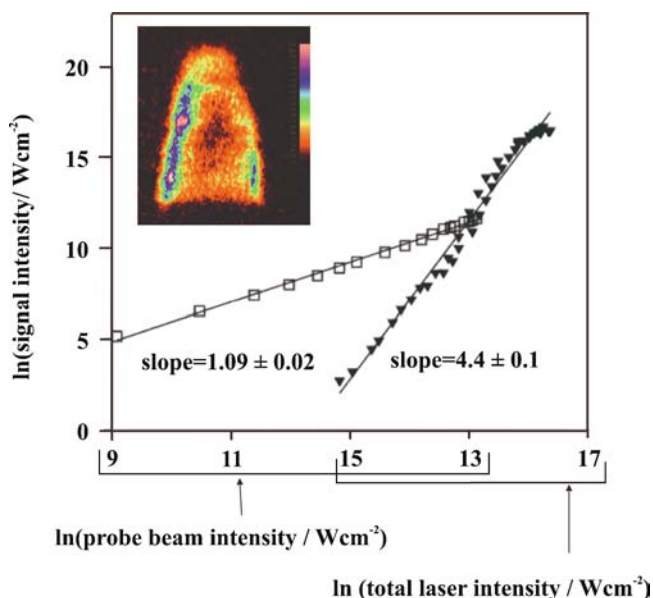 ln(signal intensity/ Wcm-2)
20
15
10
5
0
slope=1.09 ± 0.02
slope=4.4 ± 0.1
9 11 15 13 17
ln(probe beam intensity / Wcm-2)
ln (total laser intensity / Wcm-2)